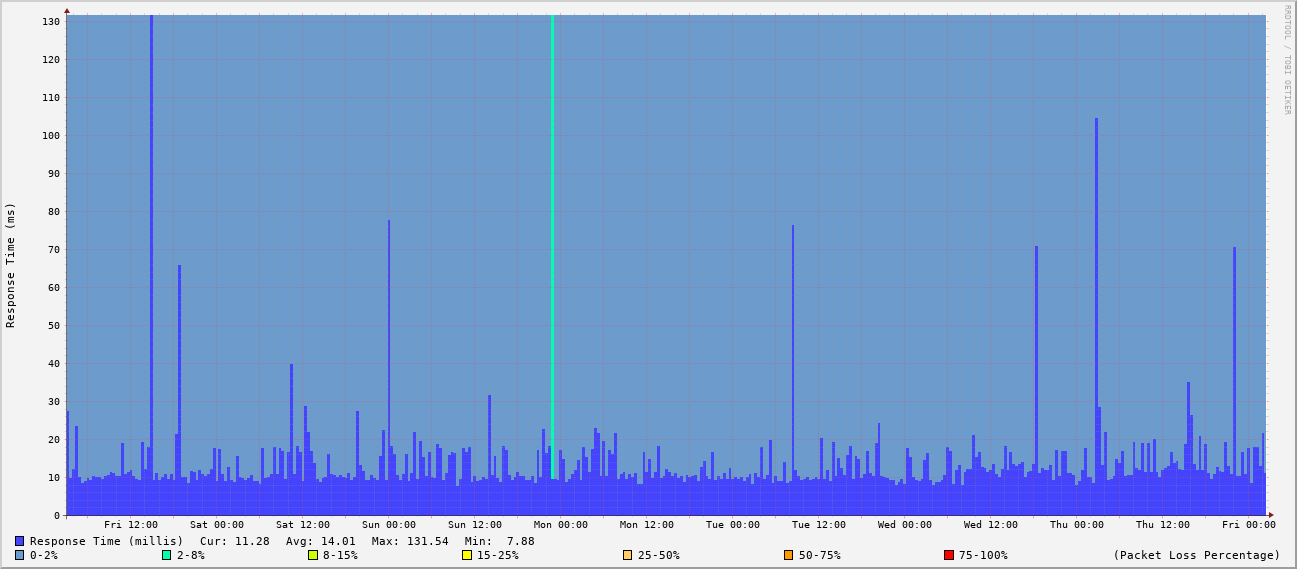 130
120
110
100
90
80
70
60
50
40
30
20
10
0
Response Time (ms)
RRDTOOL / TOBI OETIKER
Fri 12:00 Sat 00:00 Sat 12:00 Sun 00:00 Sun 12:00 Mon 00:00 Mon 12:00 Tue 00:00 Tue 12:00 Wed 00:00 Wed 12:00 Thu 00:00 Thu 12:00 Fri 00:00
Response Time (millis) Cur: 11.28 Avg: 14.01 Max: 131.54 Min: 7.88
0-2% 2-8% 8-15% 15-25% 25-50% 50-75% 75-100% (Packet Loss Percentage)